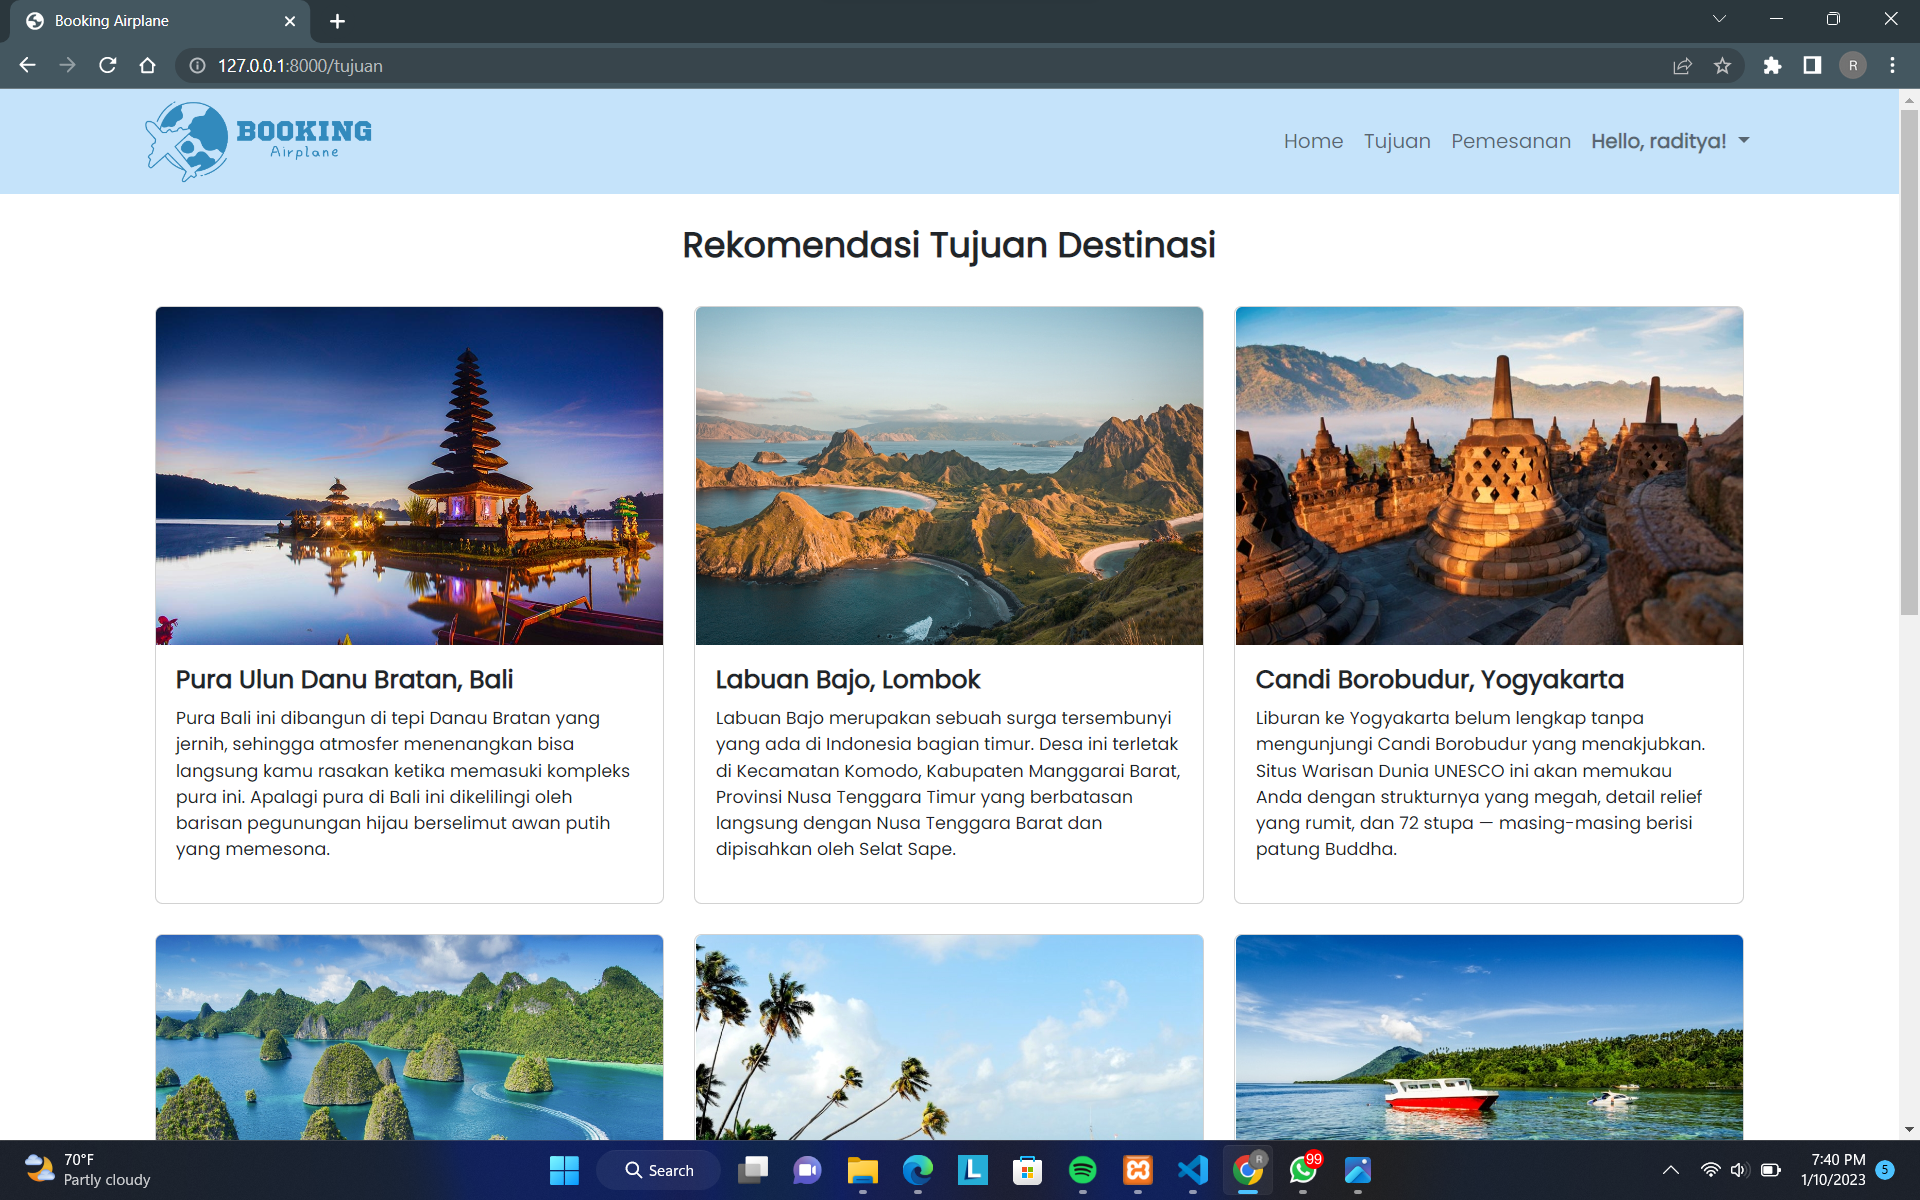 Booking Airplane
127.0.0.1:8000/tujuan
R
BOOKING
Airplane
Home Tujuan Pemesanan Hello, raditya!
Rekomendasi Tujuan Destinasi
Pura Ulun Danu Bratan, Bali
Pura Bali ini dibangun di tepi Danau Bratan yang
jernih, sehingga atmosfer menenangkan bisa
langsung kamu rasakan ketika memasuki kompleks
pura ini. Apalagi pura di Bali ini dikelilingi oleh
barisan pegunungan hijau berselimut awan putih
yang memesona.
Labuan Bajo, Lombok
Labuan Bajo merupakan sebuah surga tersembunyi
yang ada di Indonesia bagian timur. Desa ini terletak
di Kecamatan Komodo, Kabupaten Manggarai Barat,
Provinsi Nusa Tenggara Timur yang berbatasan
langsung dengan Nusa Tenggara Barat dan
dipisahkan oleh Selat Sape.
Candi Borobudur, Yogyakarta
Liburan ke Yogyakarta belum lengkap tanpa
mengunjungi Candi Borobudur yang menakjubkan.
Situs Warisan Dunia UNESCO ini akan memukau
Anda dengan strukturnya yang megah, detail relief
yang rumit, dan 72 stupa — masing-masing berisi
patung Buddha.
70°F
Partly cloudy
Search
L
R
99
7:40 PM
1/10/2023
5